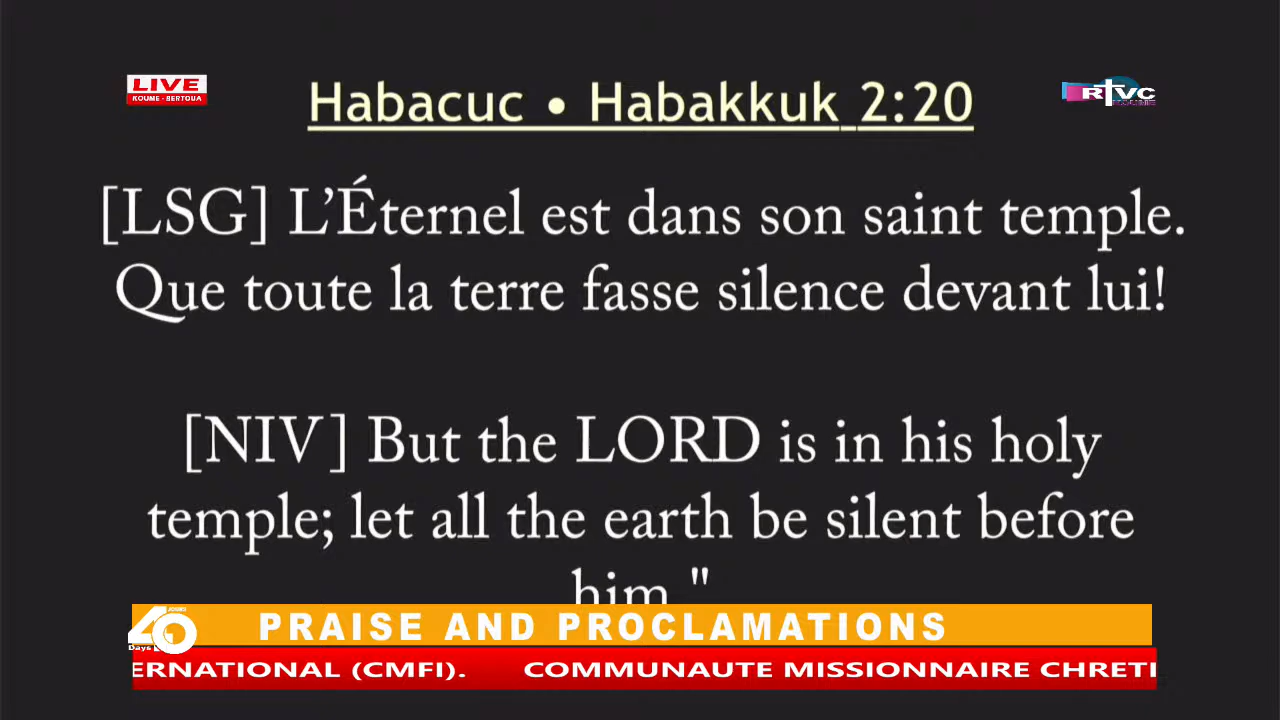 LIVE
KOUME - BERTOUA
RTVC
Habacuc • Habakkuk 2:20
[LSG] L’Éternel est dans son saint temple.
Que toute la terre fasse silence devant lui!
[NIV] But the LORD is in his holy
temple; let all the earth be silent before
him."
40 JOURS
Days
PRAISE AND PROCLAMATIONS
ERNATIONAL (CMFI). COMMUNAUTE MISSIONNAIRE CHRETI